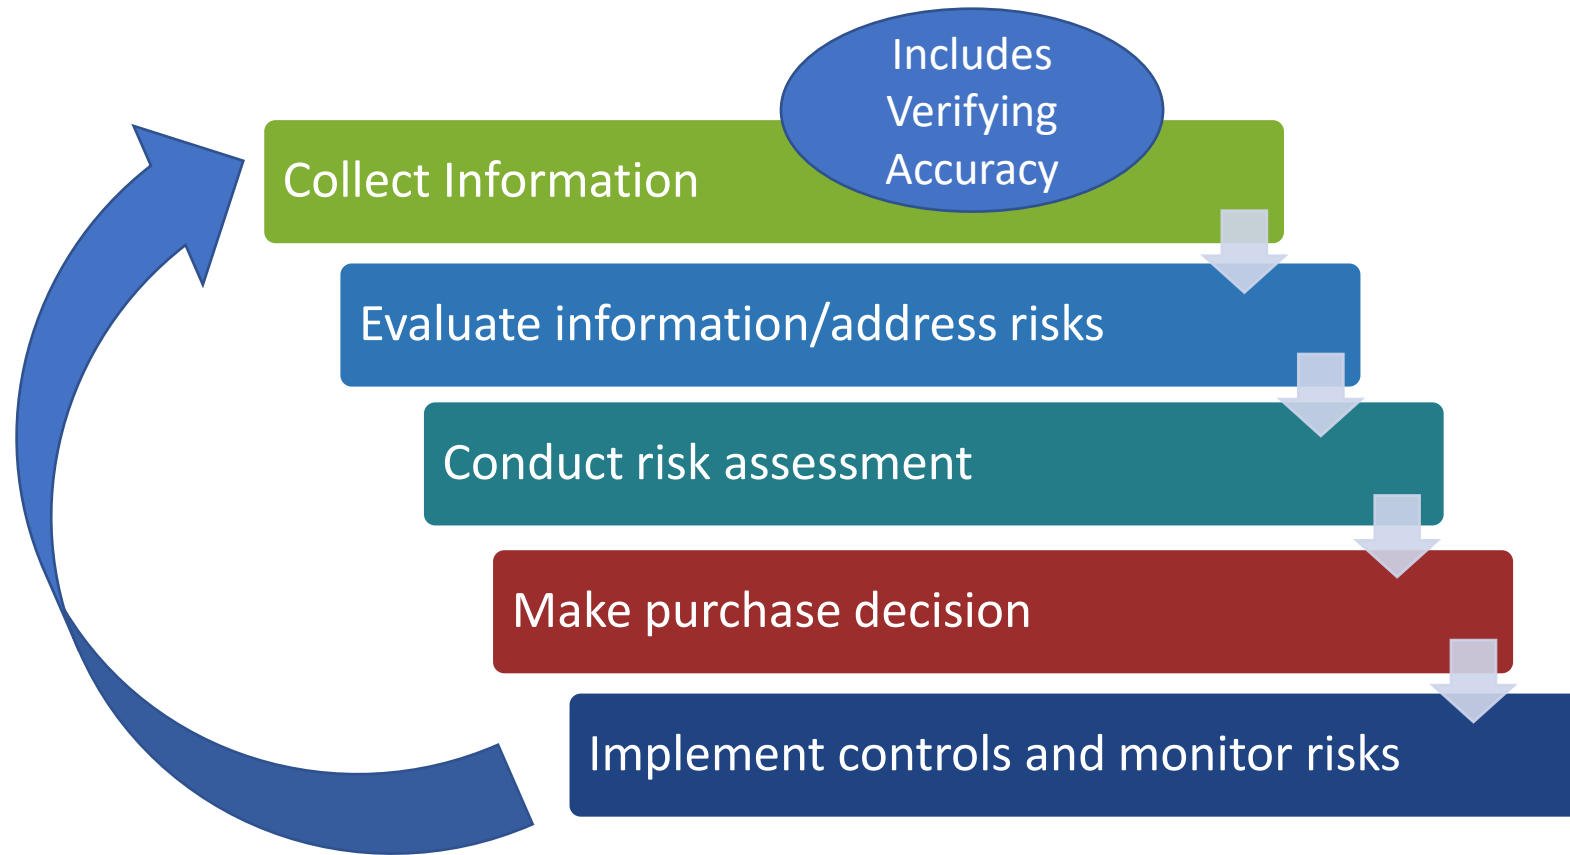 Includes
Verifying
Accuracy
Collect Information
Evaluate information/address risks
Conduct risk assessment
Make purchase decision
Implement controls and monitor risks